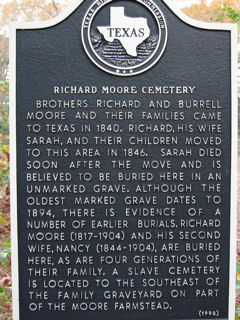 TEXAS
RICHARD MOORE CEMETERY
BROTHERS RICHARD AND BURRELL
MOORE AND THEIR FAMILIES CAME
TO TEXAS IN 1840. RICHARD, HIS WIFE
SARAH, AND THEIR CHILDREN MOVED
TO THIS AREA IN 1846. SARAH DIED
SOON AFTER THE MOVE AND IS
BELIEVED TO BE BURIED HERE IN AN
UNMARKED GRAVE. ALTHOUGH THE
OLDEST MARKED GRAVE DATES TO
1894, THERE IS EVIDENCE OF A
NUMBER OF EARLIER BURIALS. RICHARD
MOORE (1817-1904) AND HIS SECOND
WIFE, NANCY (1844-1904), ARE BURIED
HERE, AS ARE FOUR GENERATIONS OF
THEIR FAMILY. A SLAVE CEMETERY
IS LOCATED TO THE SOUTHEAST OF
THE FAMILY GRAVEYARD ON PART
OF THE MOORE FARMSTEAD.